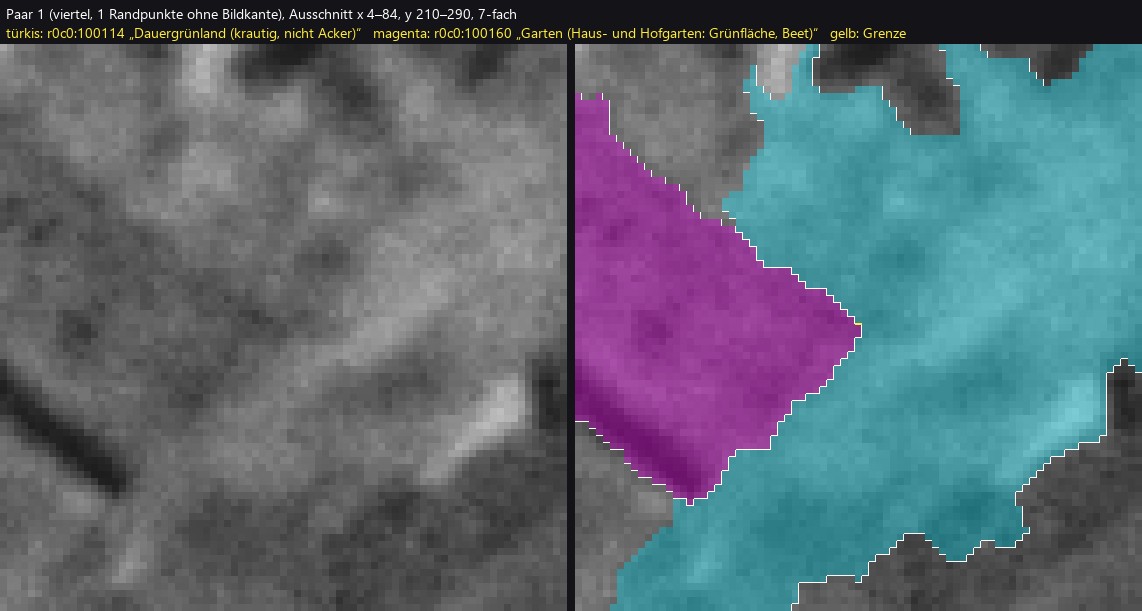 Paar 1 (viertel, 1 Randpunkte ohne Bildkante), Ausschnitt x 4–84, y 210–290, 7-fach
türkis: r0c0:100114 „Dauergrünland (krautig, nicht Acker)“ magenta: r0c0:100160 „Garten (Haus- und Hofgarten: Grünfläche, Beet)“ gelb: Grenze